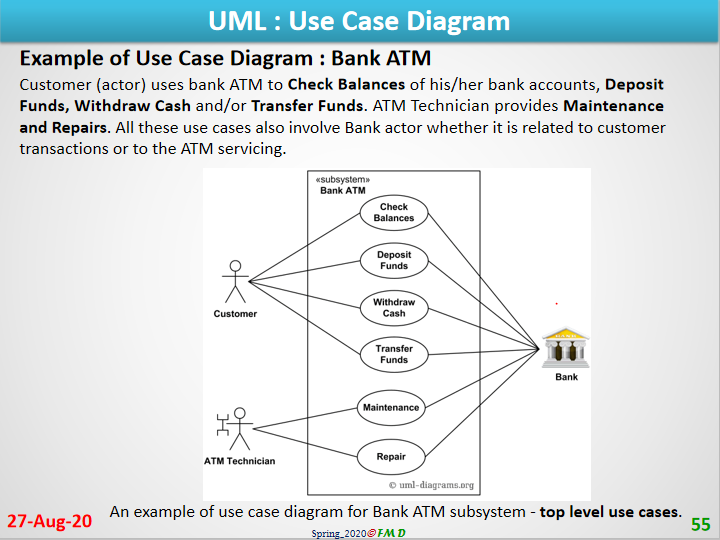 UML : Use Case Diagram
Example of Use Case Diagram : Bank ATM
Customer (actor) uses bank ATM to Check Balances of his/her bank accounts, Deposit
Funds, Withdraw Cash and/or Transfer Funds. ATM Technician provides Maintenance
and Repairs. All these use cases also involve Bank actor whether it is related to customer
transactions or to the ATM servicing.
«subsystem»
Bank ATM
Check
Balances
Deposit
Funds
Withdraw
Cash
Customer
Transfer
Funds
Bank
Maintenance
ATM Technician
Repair
© uml-diagrams.org
An example of use case diagram for Bank ATM subsystem - top level use cases.
27-Aug-20
Spring_2020©FMD
55